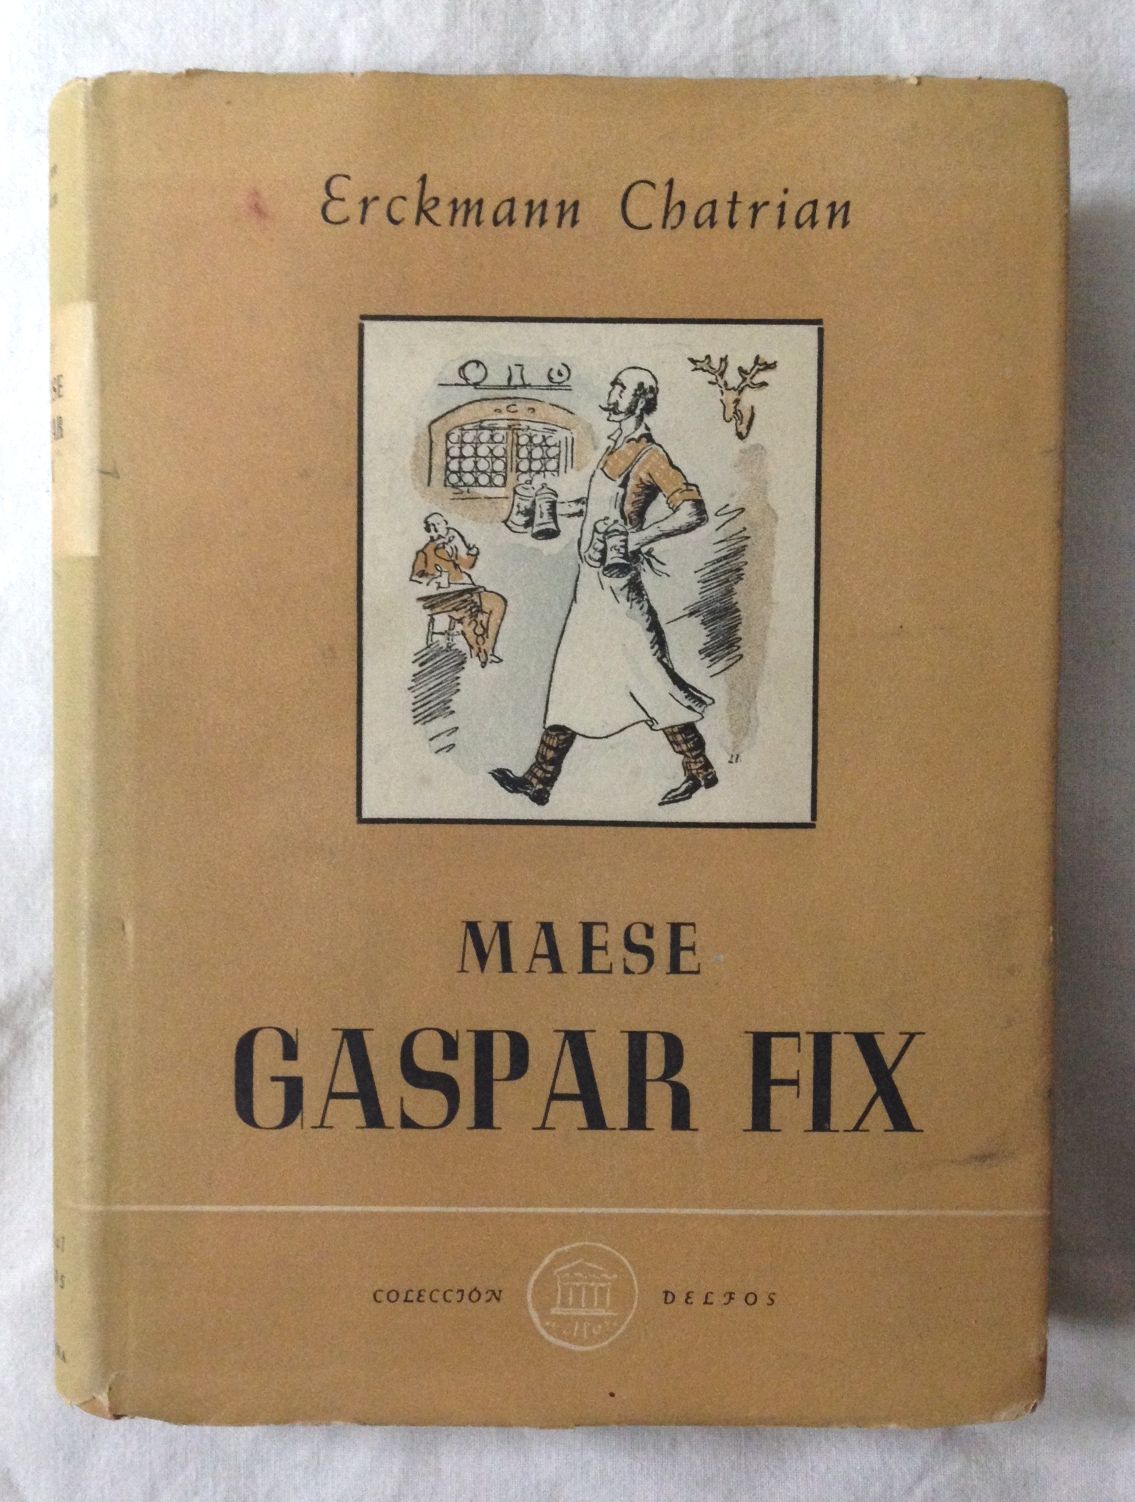 Erckmann Chatrian
MAESE
GASPAR FIX
COLECCIÓN DELFOS